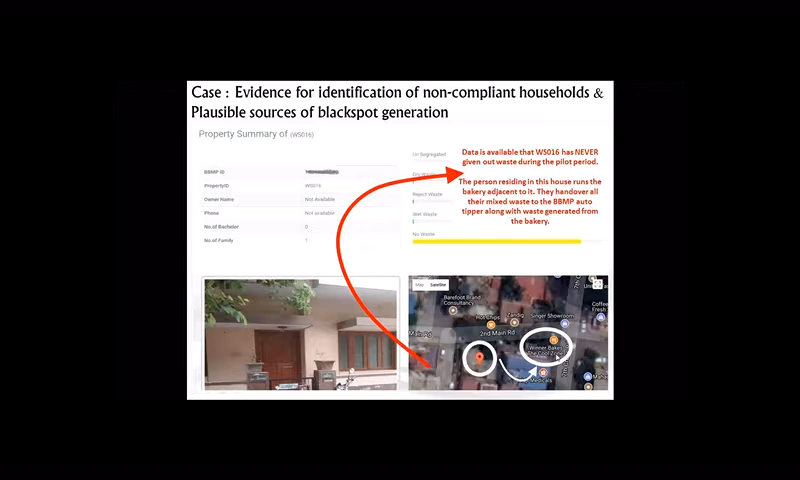 Case : Evidence for identification of non-compliant households &
Plausible sources of blackspot generation
Property Summary of (WS016)
BBMP ID
PropertyID WS016
Owner Name Not Available
Phone Not available
No.of Bachelor 0
No of Family 1
Un Segregated
Dry Waste
Reject Waste
Wet Waste
No Waste
Data is available that WS016 has NEVER
given out waste during the pilot period.
The person residing in this house runs the
bakery adjacent to it. They handover all
their mixed waste to the BBMP auto
tipper along with waste generated from
the bakery.
Map Satellite
Barefoot Brand
Consultancy
Hot Chips
Zandig
Singer Showroom
Coffee
Fresh
Main Rd
2nd Main Rd
Winner Bakes
The Cool Zone
Medicals